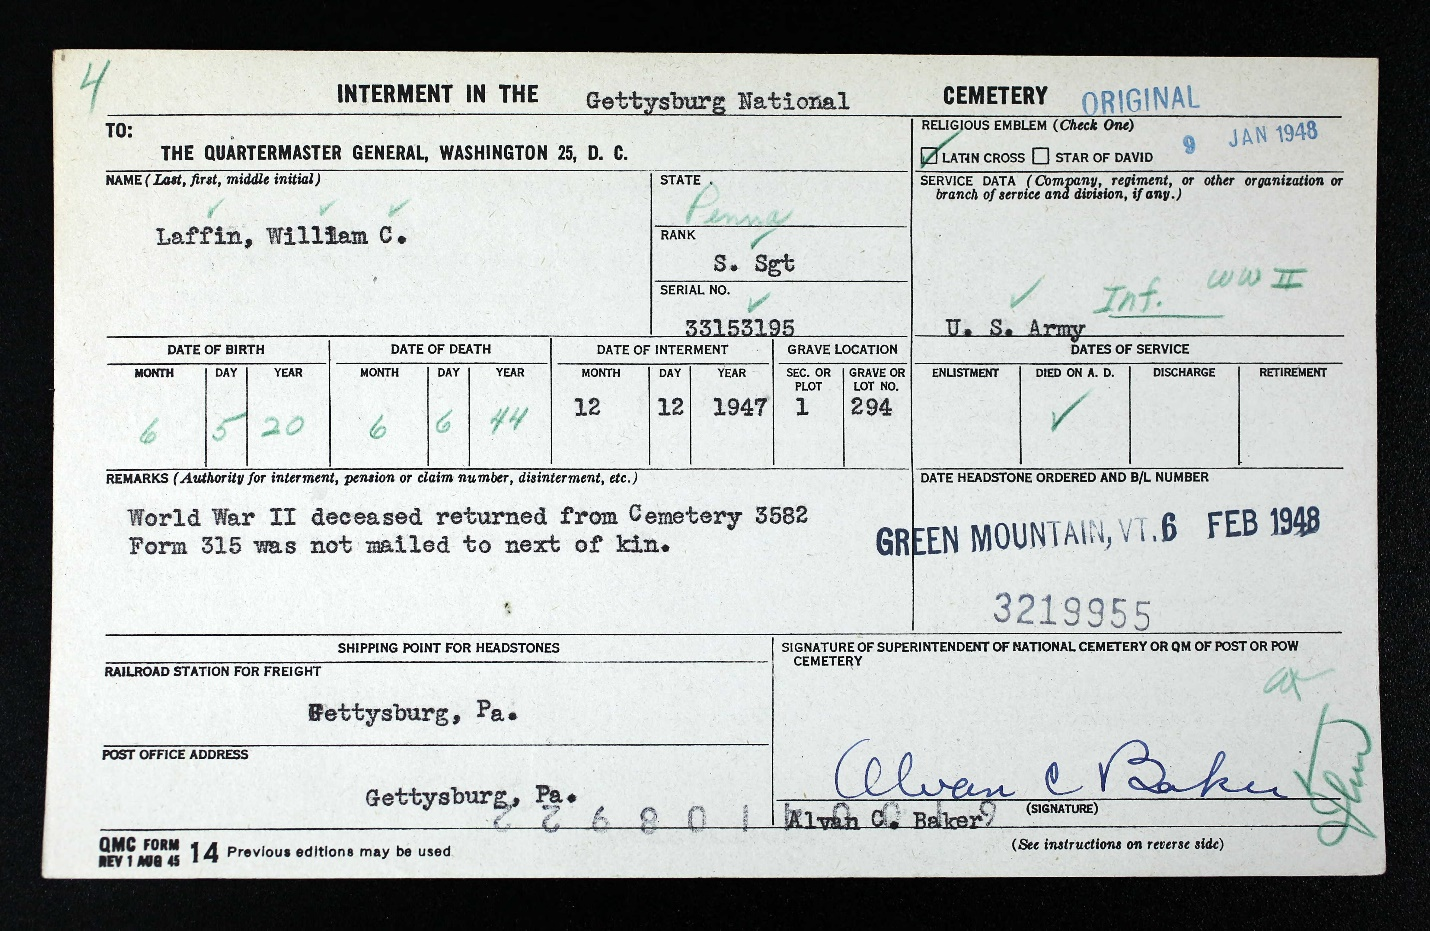 4
INTERMENT IN THE Gettysburg National CEMETERY ORIGINAL
TO:
THE QUARTERMASTER GENERAL, WASHINGTON 25, D. C.
RELIGIOUS EMBLEM (Check One)
9 JAN 1948
LATIN CROSS STAR OF DAVID
NAME (Last, first, middle initial)
Laffin, William C.
STATE
Penna
RANK
S. Sgt
SERIAL NO.
33153195
SERVICE DATA (Company, regiment, or other organization or
branch of service and division, if any.)
Inf. WW II
U. S. Army
DATE OF BIRTH DATE OF DEATH DATE OF INTERMENT GRAVE LOCATION DATES OF SERVICE
MONTH DAY YEAR MONTH DAY YEAR MONTH DAY YEAR SEC. OR PLOT GRAVE OR LOT NO. ENLISTMENT DIED ON A. D. DISCHARGE RETIREMENT
6 5 20 6 6 44 12 12 1947 1 294
REMARKS (Authority for interment, pension or claim number, disinterment, etc.)
World War II deceased returned from Cemetery 3582
Form 315 was not mailed to next of kin.
DATE HEADSTONE ORDERED AND B/L NUMBER
GREEN MOUNTAIN, VT. 6 FEB 1948
3219955
SHIPPING POINT FOR HEADSTONES
RAILROAD STATION FOR FREIGHT
Gettysburg, Pa.
POST OFFICE ADDRESS
Gettysburg, Pa.
SIGNATURE OF SUPERINTENDENT OF NATIONAL CEMETERY OR QM OF POST OR POW
CEMETERY
Alvan C Baker
(SIGNATURE)
Alvan C. Baker
QMC FORM
REV 1 AUG 45 14 Previous editions may be used
(See instructions on reverse side)